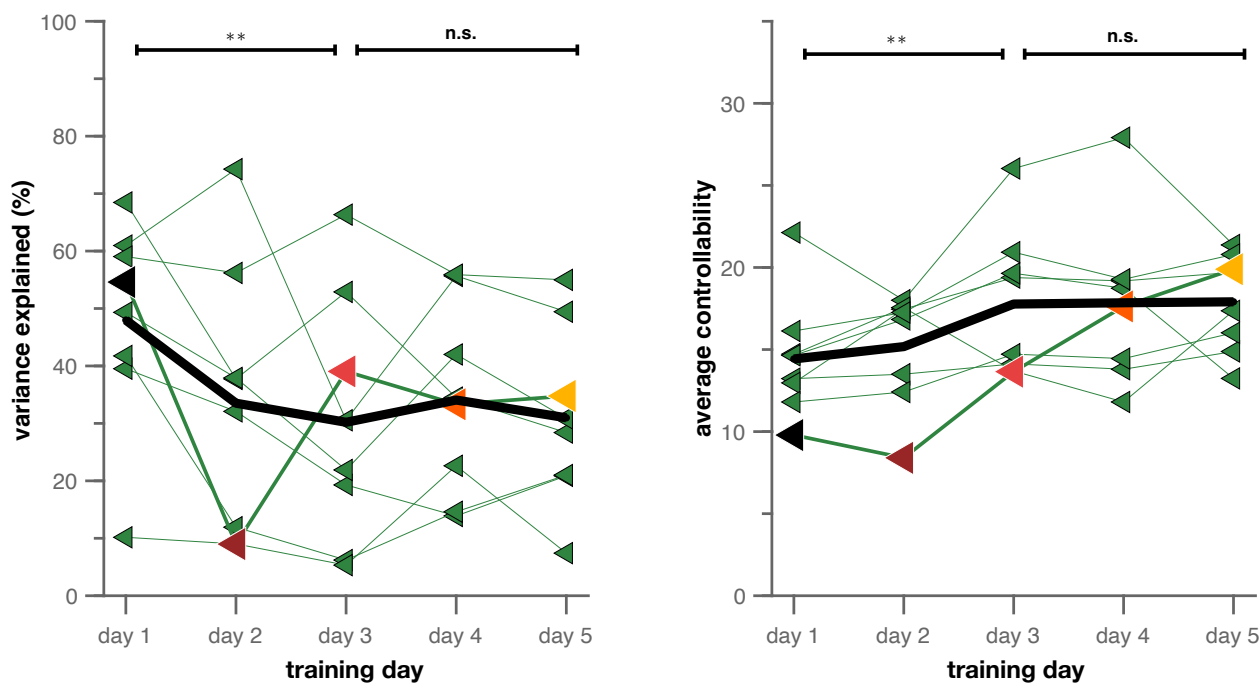 100
80
60
40
20
0
variance explained (%)
**
n.s.
day 1
day 2
day 3
day 4
day 5
training day
30
20
10
0
average controllability
**
n.s.
day 1
day 2
day 3
day 4
day 5
training day